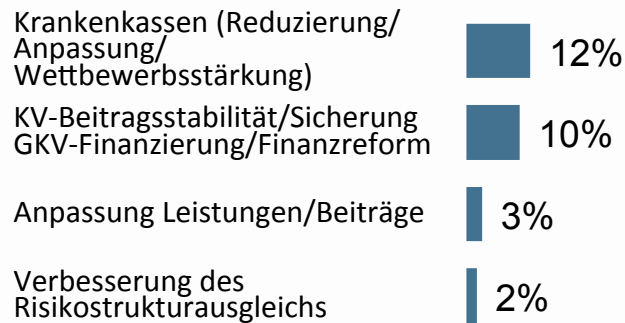 Krankenkassen (Reduzierung/
Anpassung/
Wettbewerbsstärkung)
12%
KV-Beitragsstabilität/Sicherung
GKV-Finanzierung/Finanzreform
10%
Anpassung Leistungen/Beiträge
3%
Verbesserung des
Risikostrukturausgleichs
2%